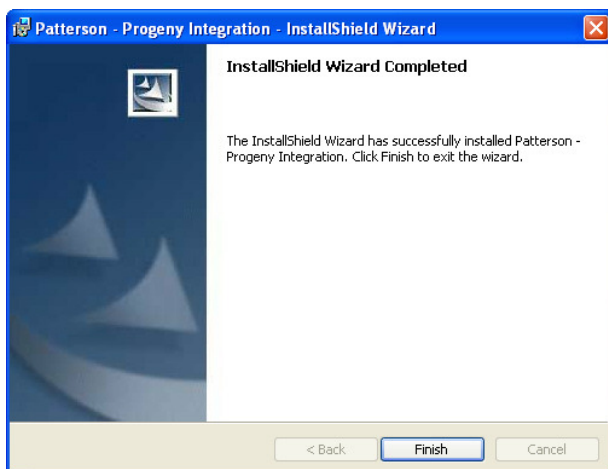 Patterson - Progeny Integration - InstallShield Wizard
InstallShield Wizard Completed
The InstallShield Wizard has successfully installed Patterson -
Progeny Integration. Click Finish to exit the wizard.
< Back
Finish
Cancel